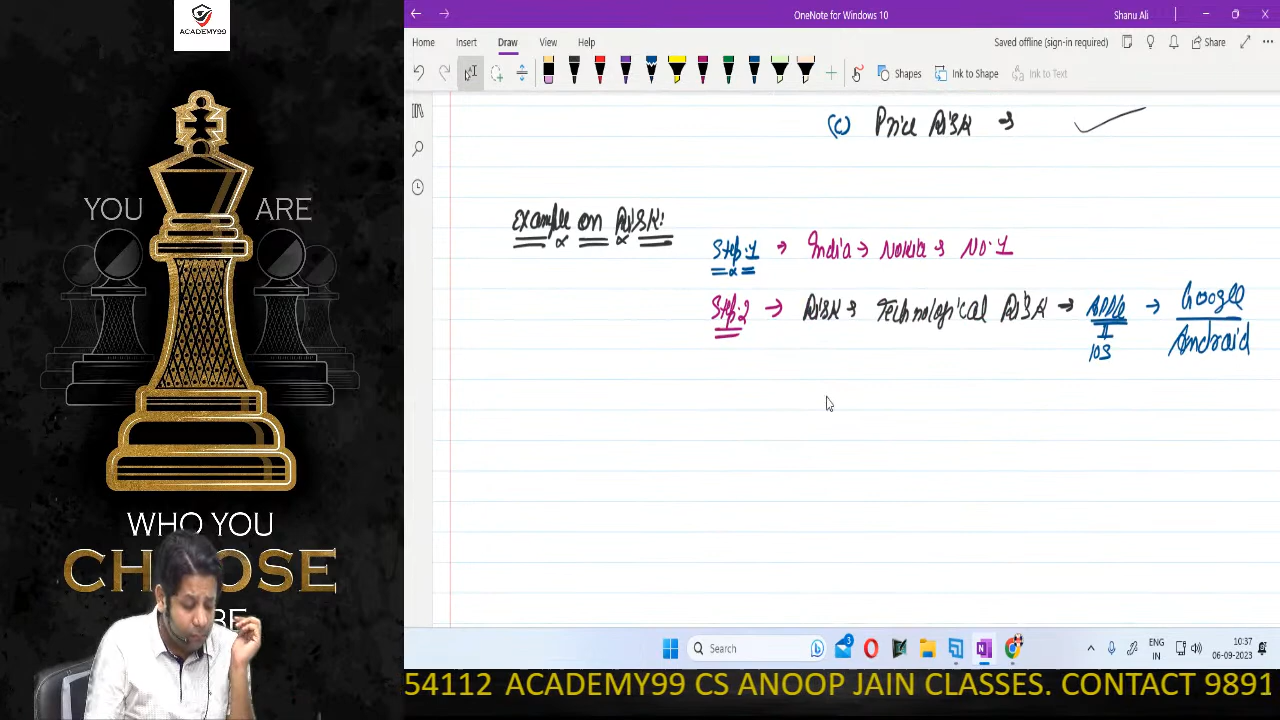 ACADEMY99
YOU ARE
WHO YOU
CHOOSE
BE
OneNote for Windows 10
Shanu Ali
Home Insert Draw View Help
Saved offline (sign-in required)
Share
Shapes
Ink to Shape
Ink to Text
(C) Price Risk →
Example on Risk:
Step:1 → India → Nokia → No.1
Step:2 → Risk → Technological Risk → Apple → Google
IOS Android
Search
3
ENG
IN
10:37
06-09-2023
54112 ACADEMY99 CS ANOOP JAIN CLASSES. CONTACT 9891